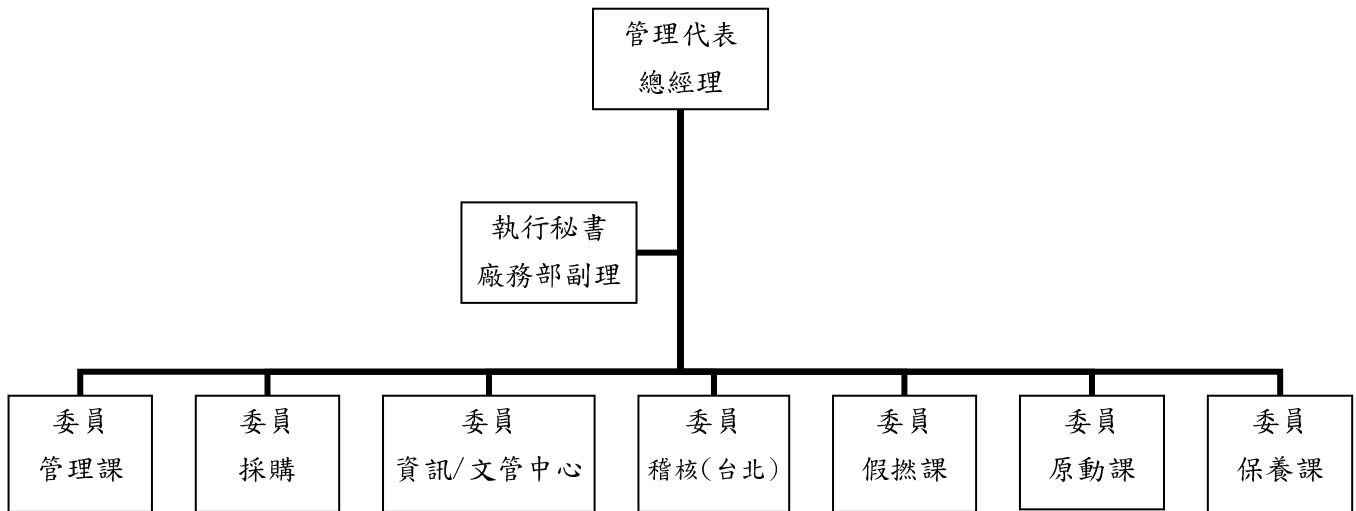 管理代表
總經理
執行秘書
廠務部副理
委員
管理課
委員
採購
委員
資訊/文管中心
委員
稽核(台北)
委員
假撚課
委員
原動課
委員
保養課